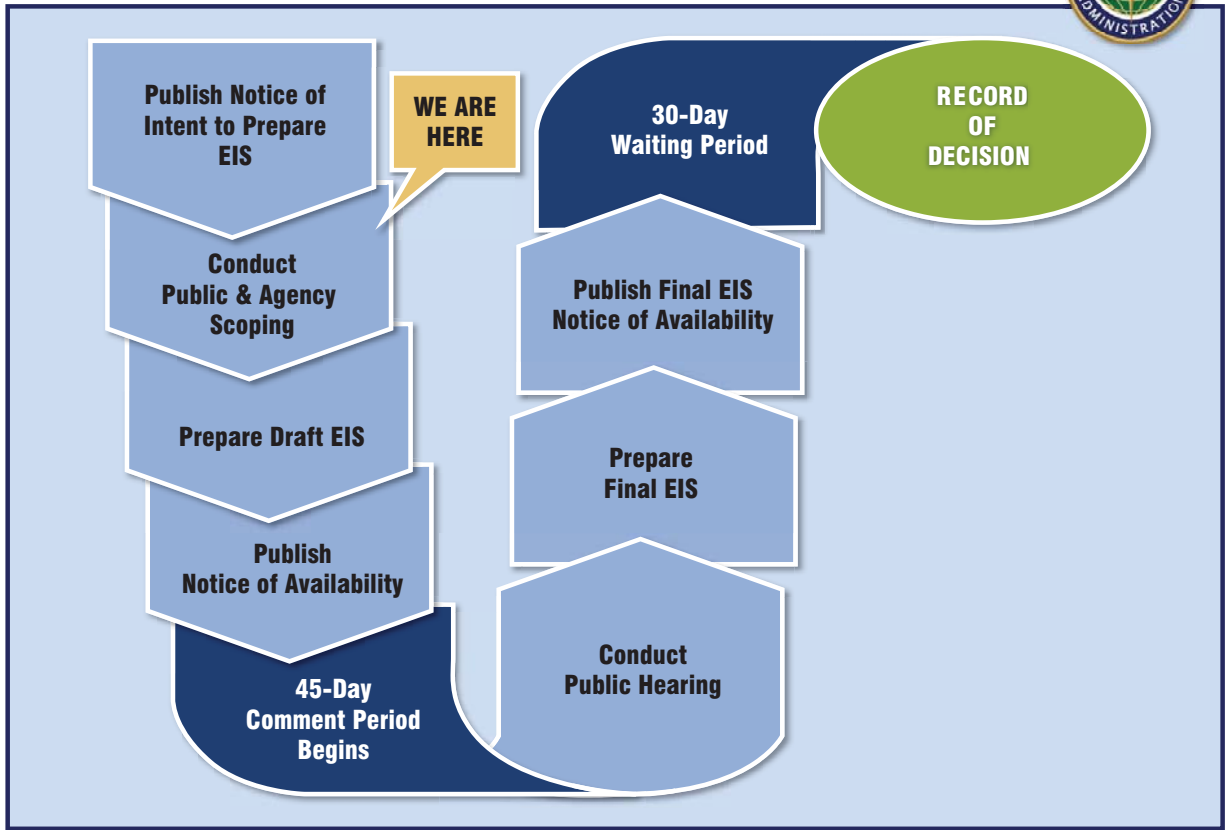 Publish Notice of
Intent to Prepare
EIS
WE ARE
HERE
Conduct
Public & Agency
Scoping
Prepare Draft EIS
Publish
Notice of Availability
45-Day
Comment Period
Begins
Conduct
Public Hearing
Prepare
Final EIS
Publish Final EIS
Notice of Availability
30-Day
Waiting Period
RECORD
OF
DECISION
ADMINISTRATION